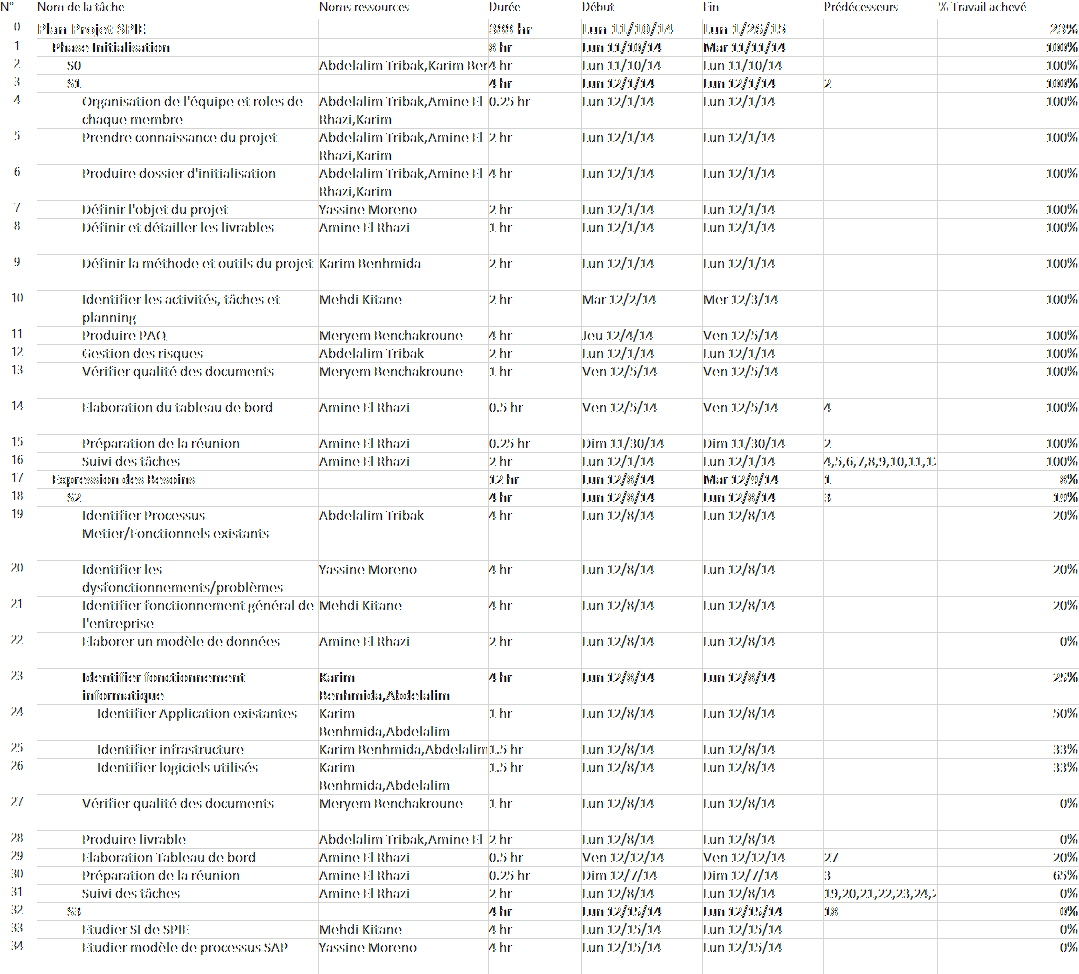 N° Nom de la tâche Noms ressources Durée Début Fin Prédécesseurs % Travail achevé
0 Plan Projet SPIE 388 hr Lun 11/10/14 Lun 1/26/15 23%
1 Phase Initialisation 8 hr Lun 11/10/14 Mar 11/11/14 100%
2 S0 Abdelalim Tribak,Karim Ber 4 hr Lun 11/10/14 Lun 11/10/14 100%
3 S1 4 hr Lun 12/1/14 Lun 12/1/14 2 100%
4 Organisation de l'équipe et roles de Abdelalim Tribak,Amine El 0.25 hr Lun 12/1/14 Lun 12/1/14 100%
chaque membre Rhazi,Karim
5 Prendre connaissance du projet Abdelalim Tribak,Amine El 2 hr Lun 12/1/14 Lun 12/1/14 100%
Rhazi,Karim
6 Produire dossier d'initialisation Abdelalim Tribak,Amine El 4 hr Lun 12/1/14 Lun 12/1/14 100%
Rhazi,Karim
7 Définir l'objet du projet Yassine Moreno 2 hr Lun 12/1/14 Lun 12/1/14 100%
8 Définir et détailler les livrables Amine El Rhazi 1 hr Lun 12/1/14 Lun 12/1/14 100%
9 Définir la méthode et outils du projet Karim Benhmida 2 hr Lun 12/1/14 Lun 12/1/14 100%
10 Identifier les activités, tâches et Mehdi Kitane 2 hr Mar 12/2/14 Mer 12/3/14 100%
planning
11 Produire PAQ Meryem Benchakroune 4 hr Jeu 12/4/14 Ven 12/5/14 100%
12 Gestion des risques Abdelalim Tribak 2 hr Lun 12/1/14 Lun 12/1/14 100%
13 Vérifier qualité des documents Meryem Benchakroune 1 hr Ven 12/5/14 Ven 12/5/14 100%
14 Elaboration du tableau de bord Amine El Rhazi 0.5 hr Ven 12/5/14 Ven 12/5/14 4 100%
15 Préparation de la réunion Amine El Rhazi 0.25 hr Dim 11/30/14 Dim 11/30/14 2 100%
16 Suivi des tâches Amine El Rhazi 2 hr Lun 12/1/14 Lun 12/1/14 4,5,6,7,8,9,10,11,12 100%
17 Expression des Besoins 12 hr Lun 12/8/14 Mar 12/9/14 1 8%
18 S2 4 hr Lun 12/8/14 Lun 12/8/14 3 19%
19 Identifier Processus Abdelalim Tribak 4 hr Lun 12/8/14 Lun 12/8/14 20%
Metier/Fonctionnels existants
20 Identifier les Yassine Moreno 4 hr Lun 12/8/14 Lun 12/8/14 20%
dysfonctionnements/problèmes
21 Identifier fonctionnement général de Mehdi Kitane 4 hr Lun 12/8/14 Lun 12/8/14 20%
l'entreprise
22 Elaborer un modèle de données Amine El Rhazi 2 hr Lun 12/8/14 Lun 12/8/14 0%
23 Identifier fonctionnement Karim 4 hr Lun 12/8/14 Lun 12/8/14 25%
informatique Benhmida,Abdelalim
24 Identifier Application existantes Karim 1 hr Lun 12/8/14 Lun 12/8/14 50%
Benhmida,Abdelalim
25 Identifier infrastructure Karim Benhmida,Abdelalim 1.5 hr Lun 12/8/14 Lun 12/8/14 33%
26 Identifier logiciels utilisés Karim 1.5 hr Lun 12/8/14 Lun 12/8/14 33%
Benhmida,Abdelalim
27 Vérifier qualité des documents Meryem Benchakroune 1 hr Lun 12/8/14 Lun 12/8/14 0%
28 Produire livrable Abdelalim Tribak,Amine El 2 hr Lun 12/8/14 Lun 12/8/14 0%
29 Elaboration Tableau de bord Amine El Rhazi 0.5 hr Ven 12/12/14 Ven 12/12/14 27 20%
30 Préparation de la réunion Amine El Rhazi 0.25 hr Dim 12/7/14 Dim 12/7/14 3 65%
31 Suivi des tâches Amine El Rhazi 2 hr Lun 12/8/14 Lun 12/8/14 19,20,21,22,23,24,2 0%
32 S3 4 hr Lun 12/15/14 Lun 12/15/14 18 0%
33 Etudier SI de SPIE Mehdi Kitane 4 hr Lun 12/15/14 Lun 12/15/14 0%
34 Etudier modèle de processus SAP Yassine Moreno 4 hr Lun 12/15/14 Lun 12/15/14 0%